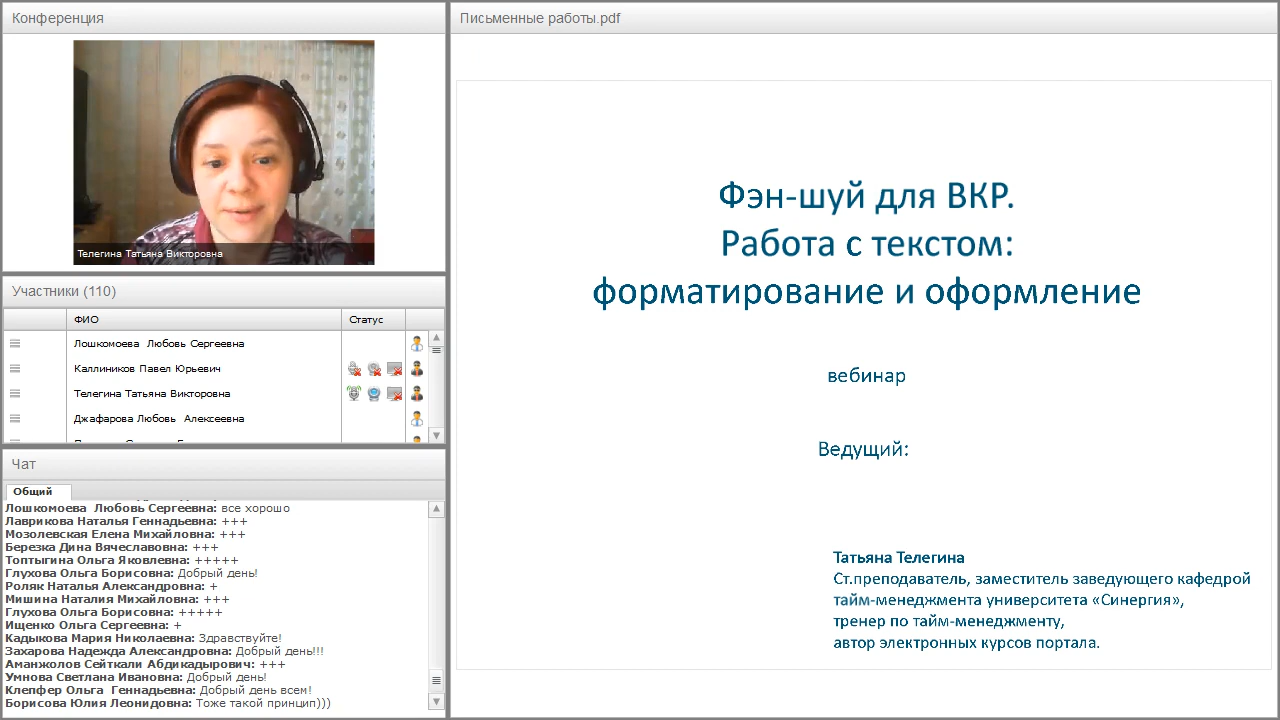 Конференция
Телегина Татьяна Викторовна
Участники (110)
ФИО
Статус
Лошкомоева Любовь Сергеевна
Каллиников Павел Юрьевич
Телегина Татьяна Викторовна
Джафарова Любовь Алексеевна
Чат
Общий
Лошкомоева Любовь Сергеевна: все хорошо
Лаврикова Наталья Геннадьевна: +++
Мозолевская Елена Михайловна: +++
Березка Дина Вячеславовна: +++
Топтыгина Ольга Яковлевна: +++++
Глухова Ольга Борисовна: Добрый день!
Роляк Наталья Александровна: +
Мишина Наталия Михайловна: +++
Глухова Ольга Борисовна: +++++
Ищенко Ольга Сергеевна: +
Кадыкова Мария Николаевна: Здравствуйте!
Захарова Надежда Александровна: Добрый день!!!
Аманжолов Сейткали Абдикадырович: +++
Умнова Светлана Ивановна: Добрый день!
Клепфер Ольга Геннадьевна: Добрый день всем!
Борисова Юлия Леонидовна: Тоже такой принцип)))
Письменные работы.pdf
Фэн-шуй для ВКР.
Работа с текстом:
форматирование и оформление
вебинар
Ведущий:
Татьяна Телегина
Ст.преподаватель, заместитель заведующего кафедрой
тайм-менеджмента университета «Синергия»,
тренер по тайм-менеджменту,
автор электронных курсов портала.